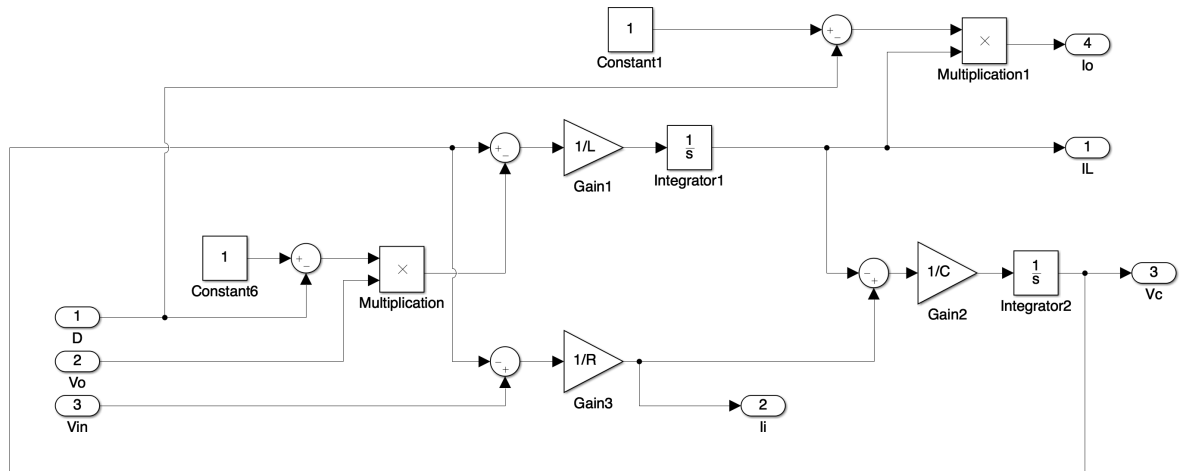 1
Constant1
+
−
×
Multiplication1
4
Io
+
−
1/L
Gain1
1
s
Integrator1
1
IL
1
Constant6
+
−
×
Multiplication
−
+
1/C
Gain2
1
s
Integrator2
3
Vc
1
D
2
Vo
3
Vin
−
+
1/R
Gain3
2
Ii